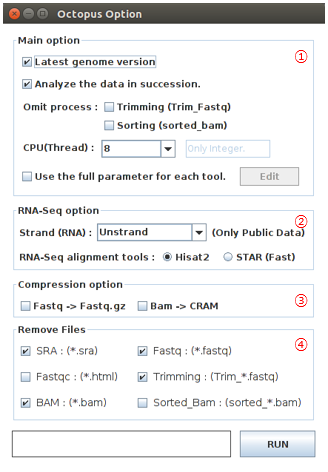 Octopus Option
Main option
①
Latest genome version
Analyze the data in succession.
Omit process : Trimming (Trim_Fastq)
Sorting (sorted_bam)
CPU(Thread) : 8 Only integer.
Use the full parameter for each tool. Edit
RNA-Seq option
②
Strand (RNA) : Unstrand (Only Public Data)
RNA-Seq alignment tools : Hisat2 STAR (Fast)
Compression option
③
Fastq -> Fastq.gz Bam -> CRAM
Remove Files
④
SRA : (*.sra) Fastq : (*.fastq)
Fastqc : (*.html) Trimming : (Trim_*.fastq)
BAM : (*.bam) Sorted_Bam : (sorted_*.bam)
RUN